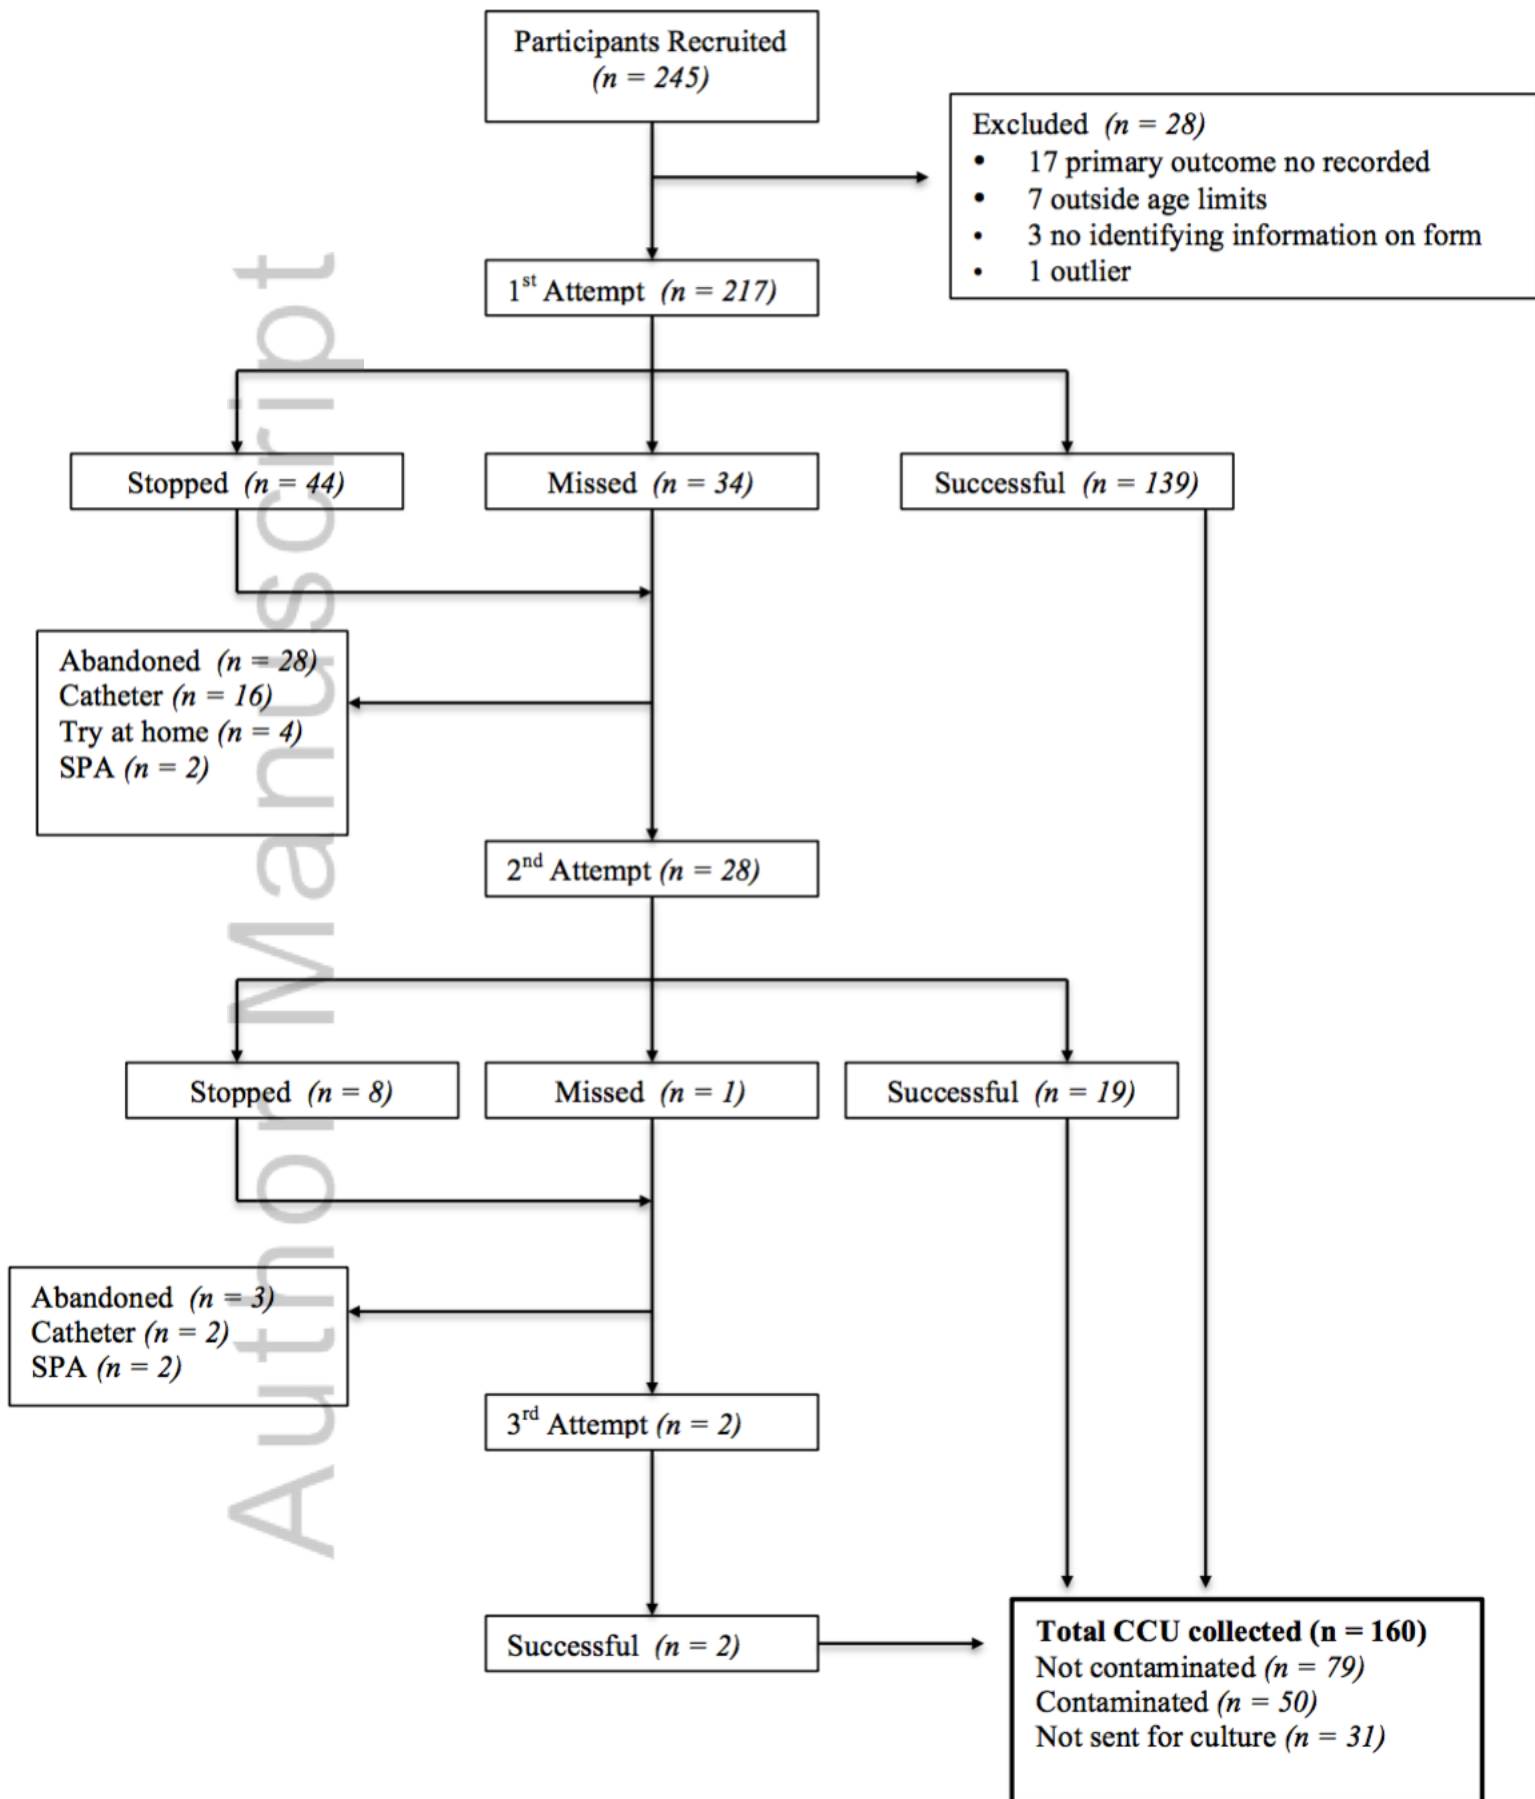 Participants Recruited
(n = 245)
Excluded (n = 28)
• 17 primary outcome no recorded
• 7 outside age limits
• 3 no identifying information on form
• 1 outlier
1st Attempt (n = 217)
Stopped (n = 44)
Missed (n = 34)
Successful (n = 139)
Abandoned (n = 28)
Catheter (n = 16)
Try at home (n = 4)
SPA (n = 2)
2nd Attempt (n = 28)
Stopped (n = 8)
Missed (n = 1)
Successful (n = 19)
Abandoned (n = 3)
Catheter (n = 2)
SPA (n = 2)
3rd Attempt (n = 2)
Successful (n = 2)
Total CCU collected (n = 160)
Not contaminated (n = 79)
Contaminated (n = 50)
Not sent for culture (n = 31)
Author Manuscript